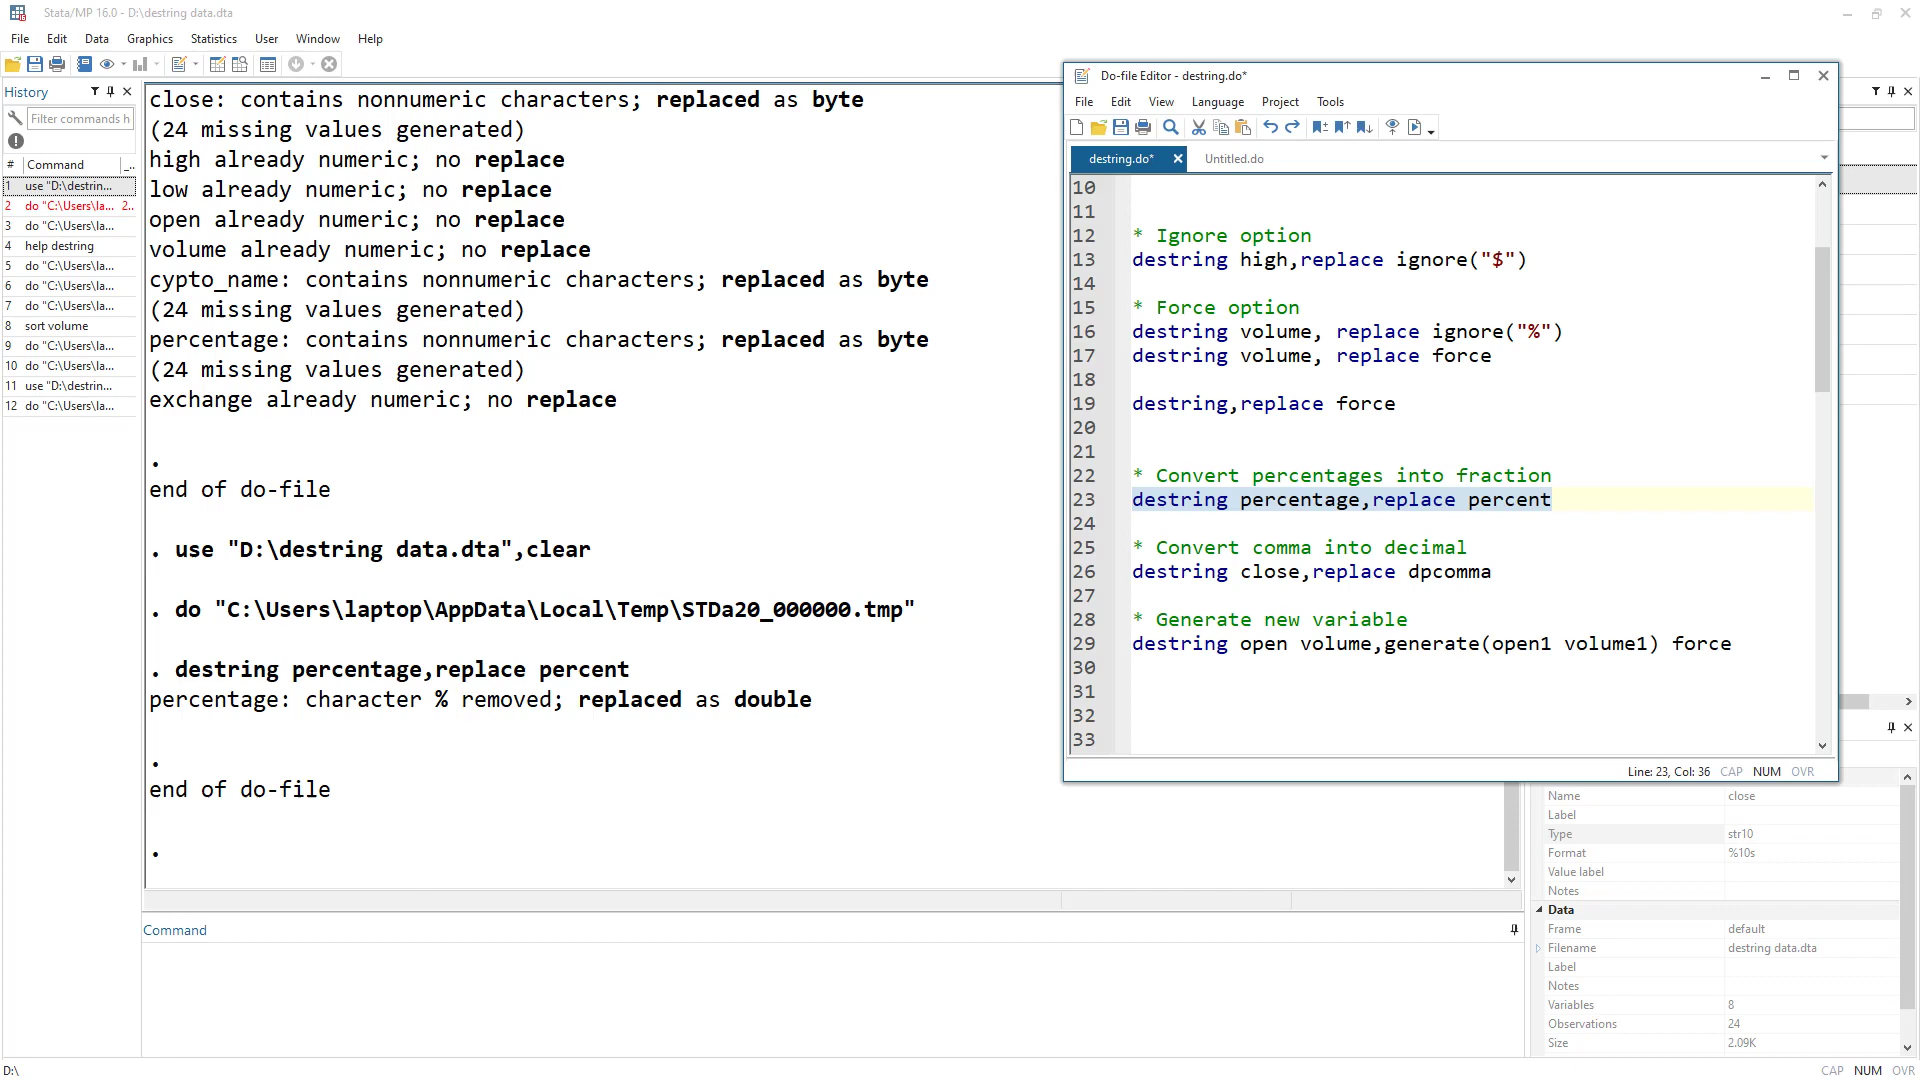 Stata/MP 16.0 - D:\destring data.dta
File Edit Data Graphics Statistics User Window Help
History
Filter commands h
# Command _..
1 use "D:\destrin...
2 do "C:\Users\la... 2..
3 do "C:\Users\la...
4 help destring
5 do "C:\Users\la...
6 do "C:\Users\la...
7 do "C:\Users\la...
8 sort volume
9 do "C:\Users\la...
10 do "C:\Users\la...
11 use "D:\destrin...
12 do "C:\Users\la...
close: contains nonnumeric characters; replaced as byte
(24 missing values generated)
high already numeric; no replace
low already numeric; no replace
open already numeric; no replace
volume already numeric; no replace
cypto_name: contains nonnumeric characters; replaced as byte
(24 missing values generated)
percentage: contains nonnumeric characters; replaced as byte
(24 missing values generated)
exchange already numeric; no replace
.
end of do-file
. use "D:\destring data.dta",clear
. do "C:\Users\laptop\AppData\Local\Temp\STDa20_000000.tmp"
. destring percentage,replace percent
percentage: character % removed; replaced as double
.
end of do-file
.
Command
Do-file Editor - destring.do*
File Edit View Language Project Tools
destring.do* Untitled.do
10
11
12 * Ignore option
13 destring high,replace ignore("$")
14
15 * Force option
16 destring volume, replace ignore("%")
17 destring volume, replace force
18
19 destring,replace force
20
21
22 * Convert percentages into fraction
23 destring percentage,replace percent
24
25 * Convert comma into decimal
26 destring close,replace dpcomma
27
28 * Generate new variable
29 destring open volume,generate(open1 volume1) force
30
31
32
33
Line: 23, Col: 36 CAP NUM OVR
Name close
Label
Type str10
Format %10s
Value label
Notes
Data
Frame default
Filename destring data.dta
Label
Notes
Variables 8
Observations 24
Size 2.09K
D:\ CAP NUM OVR